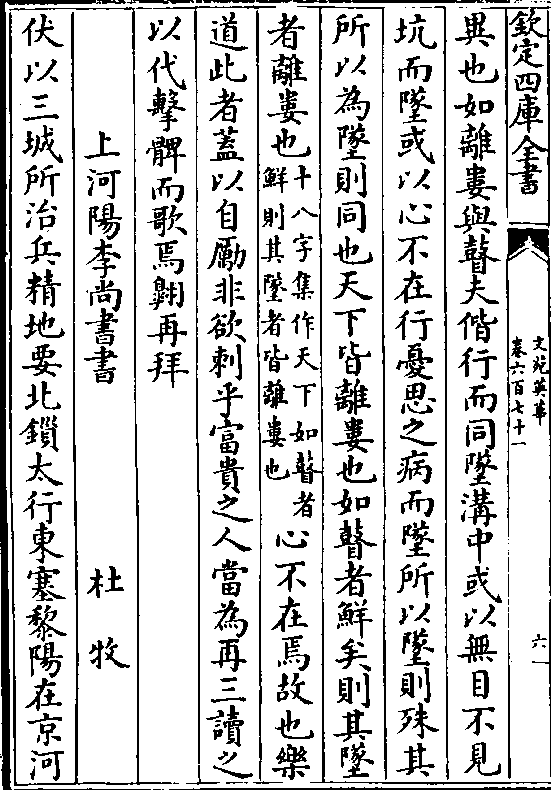 欽定四庫全書
文苑英華
卷六百七十一
六
異也如離婁與瞽夫偕行而同墜溝中或以無目不見
坑而墜或以心不在行憂思之病而墜所以墜則殊其
所以為墜則同也天下皆離婁也如瞽者鮮矣則其墜
者離婁也十八字集作天下如瞽者鮮則其墜者皆離婁也心不在焉故也樂
道此者蓋以自勵非欲刺乎富貴之人當為再三讀之
以代擊髀而歌焉翺再拜
上河陽李尚書書
杜牧
伏以三城所治兵精地要北鎖太行東塞黎陽在京河